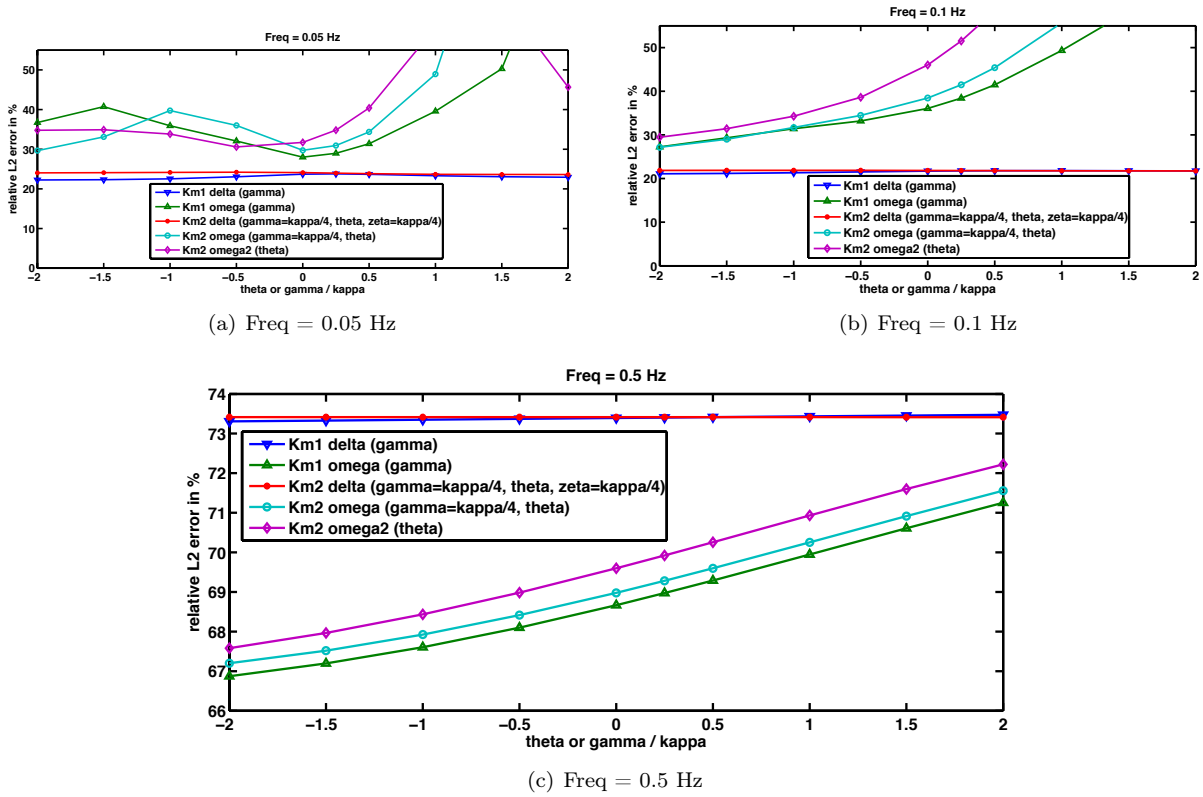 Freq = 0.05 Hz
relative L2 error in %
50
40
30
20
10
0
Km1 delta (gamma)
Km1 omega (gamma)
Km2 delta (gamma=kappa/4, theta, zeta=kappa/4)
Km2 omega (gamma=kappa/4, theta)
Km2 omega2 (theta)
−2 −1.5 −1 −0.5 0 0.5 1 1.5 2
theta or gamma / kappa
(a) Freq = 0.05 Hz
Freq = 0.1 Hz
relative L2 error in %
50
40
30
20
10
0
Km1 delta (gamma)
Km1 omega (gamma)
Km2 delta (gamma=kappa/4, theta, zeta=kappa/4)
Km2 omega (gamma=kappa/4, theta)
Km2 omega2 (theta)
−2 −1.5 −1 −0.5 0 0.5 1 1.5 2
theta or gamma / kappa
(b) Freq = 0.1 Hz
Freq = 0.5 Hz
relative L2 error in %
74
73
72
71
70
69
68
67
66
Km1 delta (gamma)
Km1 omega (gamma)
Km2 delta (gamma=kappa/4, theta, zeta=kappa/4)
Km2 omega (gamma=kappa/4, theta)
Km2 omega2 (theta)
−2 −1.5 −1 −0.5 0 0.5 1 1.5 2
theta or gamma / kappa
(c) Freq = 0.5 Hz